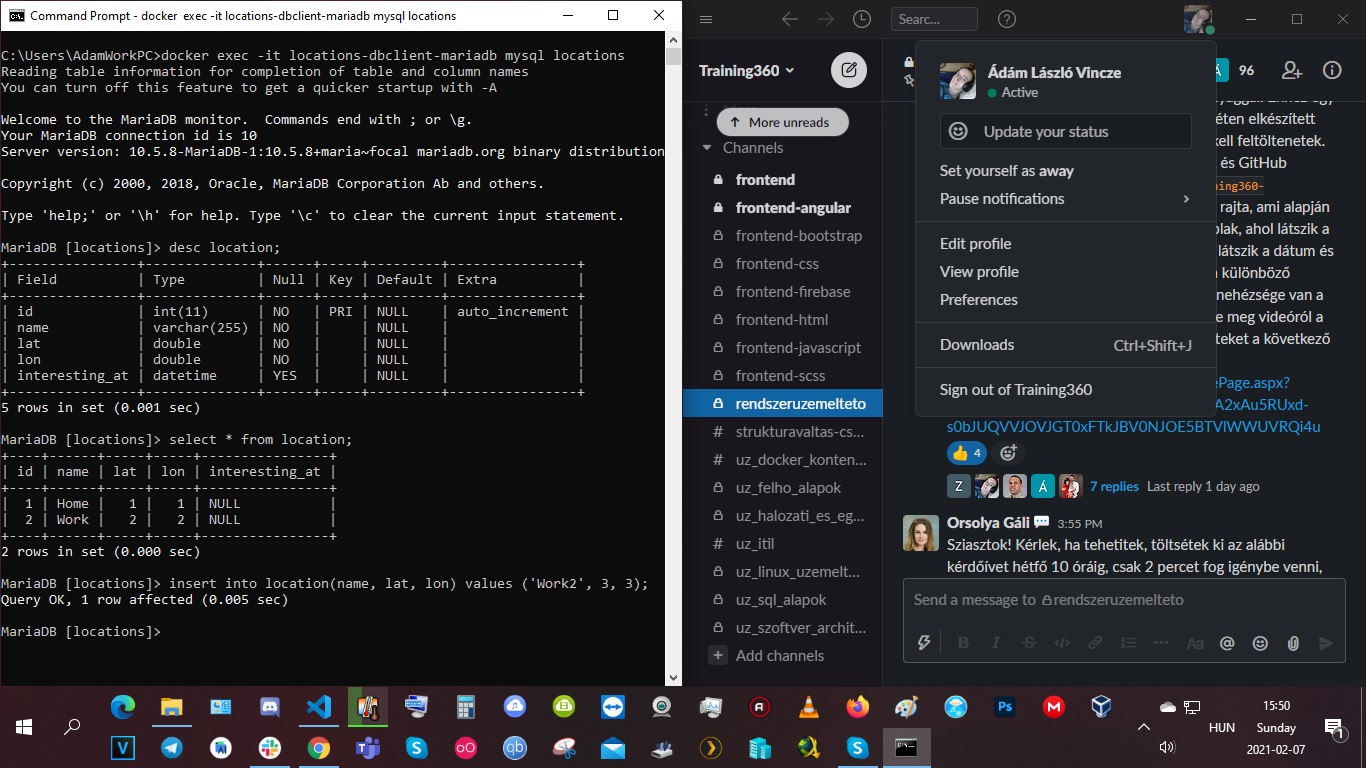 Command Prompt - docker exec -it locations-dbclient-mariadb mysql locations
C:\Users\AdamWorkPC>docker exec -it locations-dbclient-mariadb mysql locations
Reading table information for completion of table and column names
You can turn off this feature to get a quicker startup with -A
Welcome to the MariaDB monitor.  Commands end with ; or \g.
Your MariaDB connection id is 10
Server version: 10.5.8-MariaDB-1:10.5.8+maria~focal mariadb.org binary distribution
Copyright (c) 2000, 2018, Oracle, MariaDB Corporation Ab and others.
Type 'help;' or '\h' for help. Type '\c' to clear the current input statement.
MariaDB [locations]> desc location;
+----------------+--------------+------+-----+---------+----------------+
| Field          | Type         | Null | Key | Default | Extra          |
+----------------+--------------+------+-----+---------+----------------+
| id             | int(11)      | NO   | PRI | NULL    | auto_increment |
| name           | varchar(255) | NO   |     | NULL    |                |
| lat            | double       | NO   |     | NULL    |                |
| lon            | double       | NO   |     | NULL    |                |
| interesting_at | datetime     | YES  |     | NULL    |                |
+----------------+--------------+------+-----+---------+----------------+
5 rows in set (0.001 sec)
MariaDB [locations]> select * from location;
+----+------+-----+-----+----------------+
| id | name | lat | lon | interesting_at |
+----+------+-----+-----+----------------+
|  1 | Home |   1 |   1 | NULL           |
|  2 | Work |   2 |   2 | NULL           |
+----+------+-----+-----+----------------+
2 rows in set (0.000 sec)
MariaDB [locations]> insert into location(name, lat, lon) values ('Work2', 3, 3);
Query OK, 1 row affected (0.005 sec)
MariaDB [locations]>
Searc...
Training360
More unreads
Channels
frontend
frontend-angular
frontend-bootstrap
frontend-css
frontend-firebase
frontend-html
frontend-javascript
frontend-scss
rendszeruzemelteto
# strukturavaltas-cs...
# uz_docker_konten...
uz_felho_alapok
uz_halozati_es_eg...
# uz_itil
uz_linux_uzemelt...
uz_sql_alapok
uz_szoftver_archit...
+ Add channels
Ádám László Vincze
Active
Update your status
Set yourself as away
Pause notifications
Edit profile
View profile
Preferences
Downloads Ctrl+Shift+J
Sign out of Training360
Á 96
éten elkészített
kell feltöltenetek.
és GitHub
ning360-
rajta, ami alapján
blak, ahol látszik a
látszik a dátum és
különböző
nehézsége van a
e meg videóról a
teket a következő
ePage.aspx?
A2xAu5RUxd-
s0bJUQVVJOVJGT0xFTkJBV0NJOE5BTVlWWUVRQi4u
4
Z Á 7 replies Last reply 1 day ago
Orsolya Gáli 3:55 PM
Sziasztok! Kérlek, ha tehetitek, töltsétek ki az alábbi
kérdőívet hétfő 10 óráig, csak 2 percet fog igénybe venni,
Send a message to rendszeruzemelteto
B I S Aa @
Ps
V
qb
HUN
15:50
Sunday
2021-02-07
1